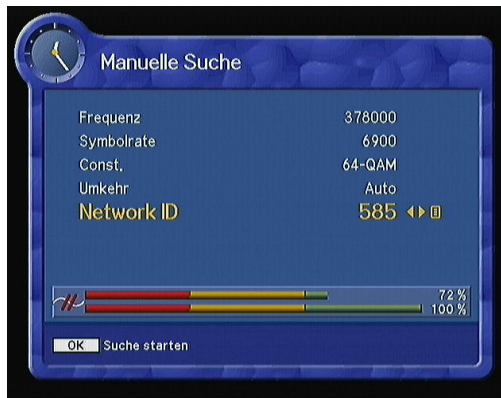 Manuelle Suche
Frequenz 378000
Symbolrate 6900
Const. 64-QAM
Umkehr Auto
Network ID 585
72 %
100 %
OK Suche starten